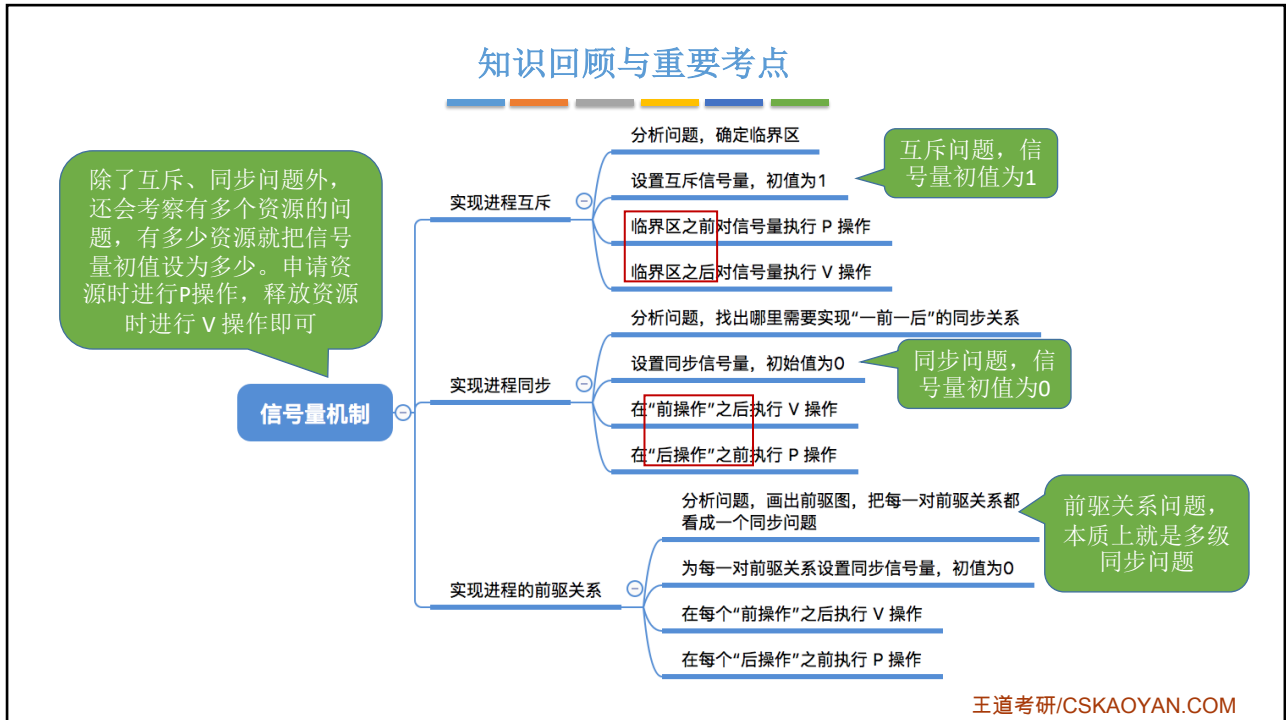 知识回顾与重要考点
除了互斥、同步问题外，
还会考察有多个资源的问
题，有多少资源就把信号
量初值设为多少。申请资
源时进行P操作，释放资源
时进行 V 操作即可
信号量机制
实现进程互斥
分析问题，确定临界区
设置互斥信号量，初值为1
临界区之前对信号量执行 P 操作
临界区之后对信号量执行 V 操作
互斥问题，信
号量初值为1
实现进程同步
分析问题，找出哪里需要实现“一前一后”的同步关系
设置同步信号量，初始值为0
在“前操作”之后执行 V 操作
在“后操作”之前执行 P 操作
同步问题，信
号量初值为0
实现进程的前驱关系
分析问题，画出前驱图，把每一对前驱关系都
看成一个同步问题
为每一对前驱关系设置同步信号量，初值为0
在每个“前操作”之后执行 V 操作
在每个“后操作”之前执行 P 操作
前驱关系问题，
本质上就是多级
同步问题
王道考研/CSKAOYAN.COM